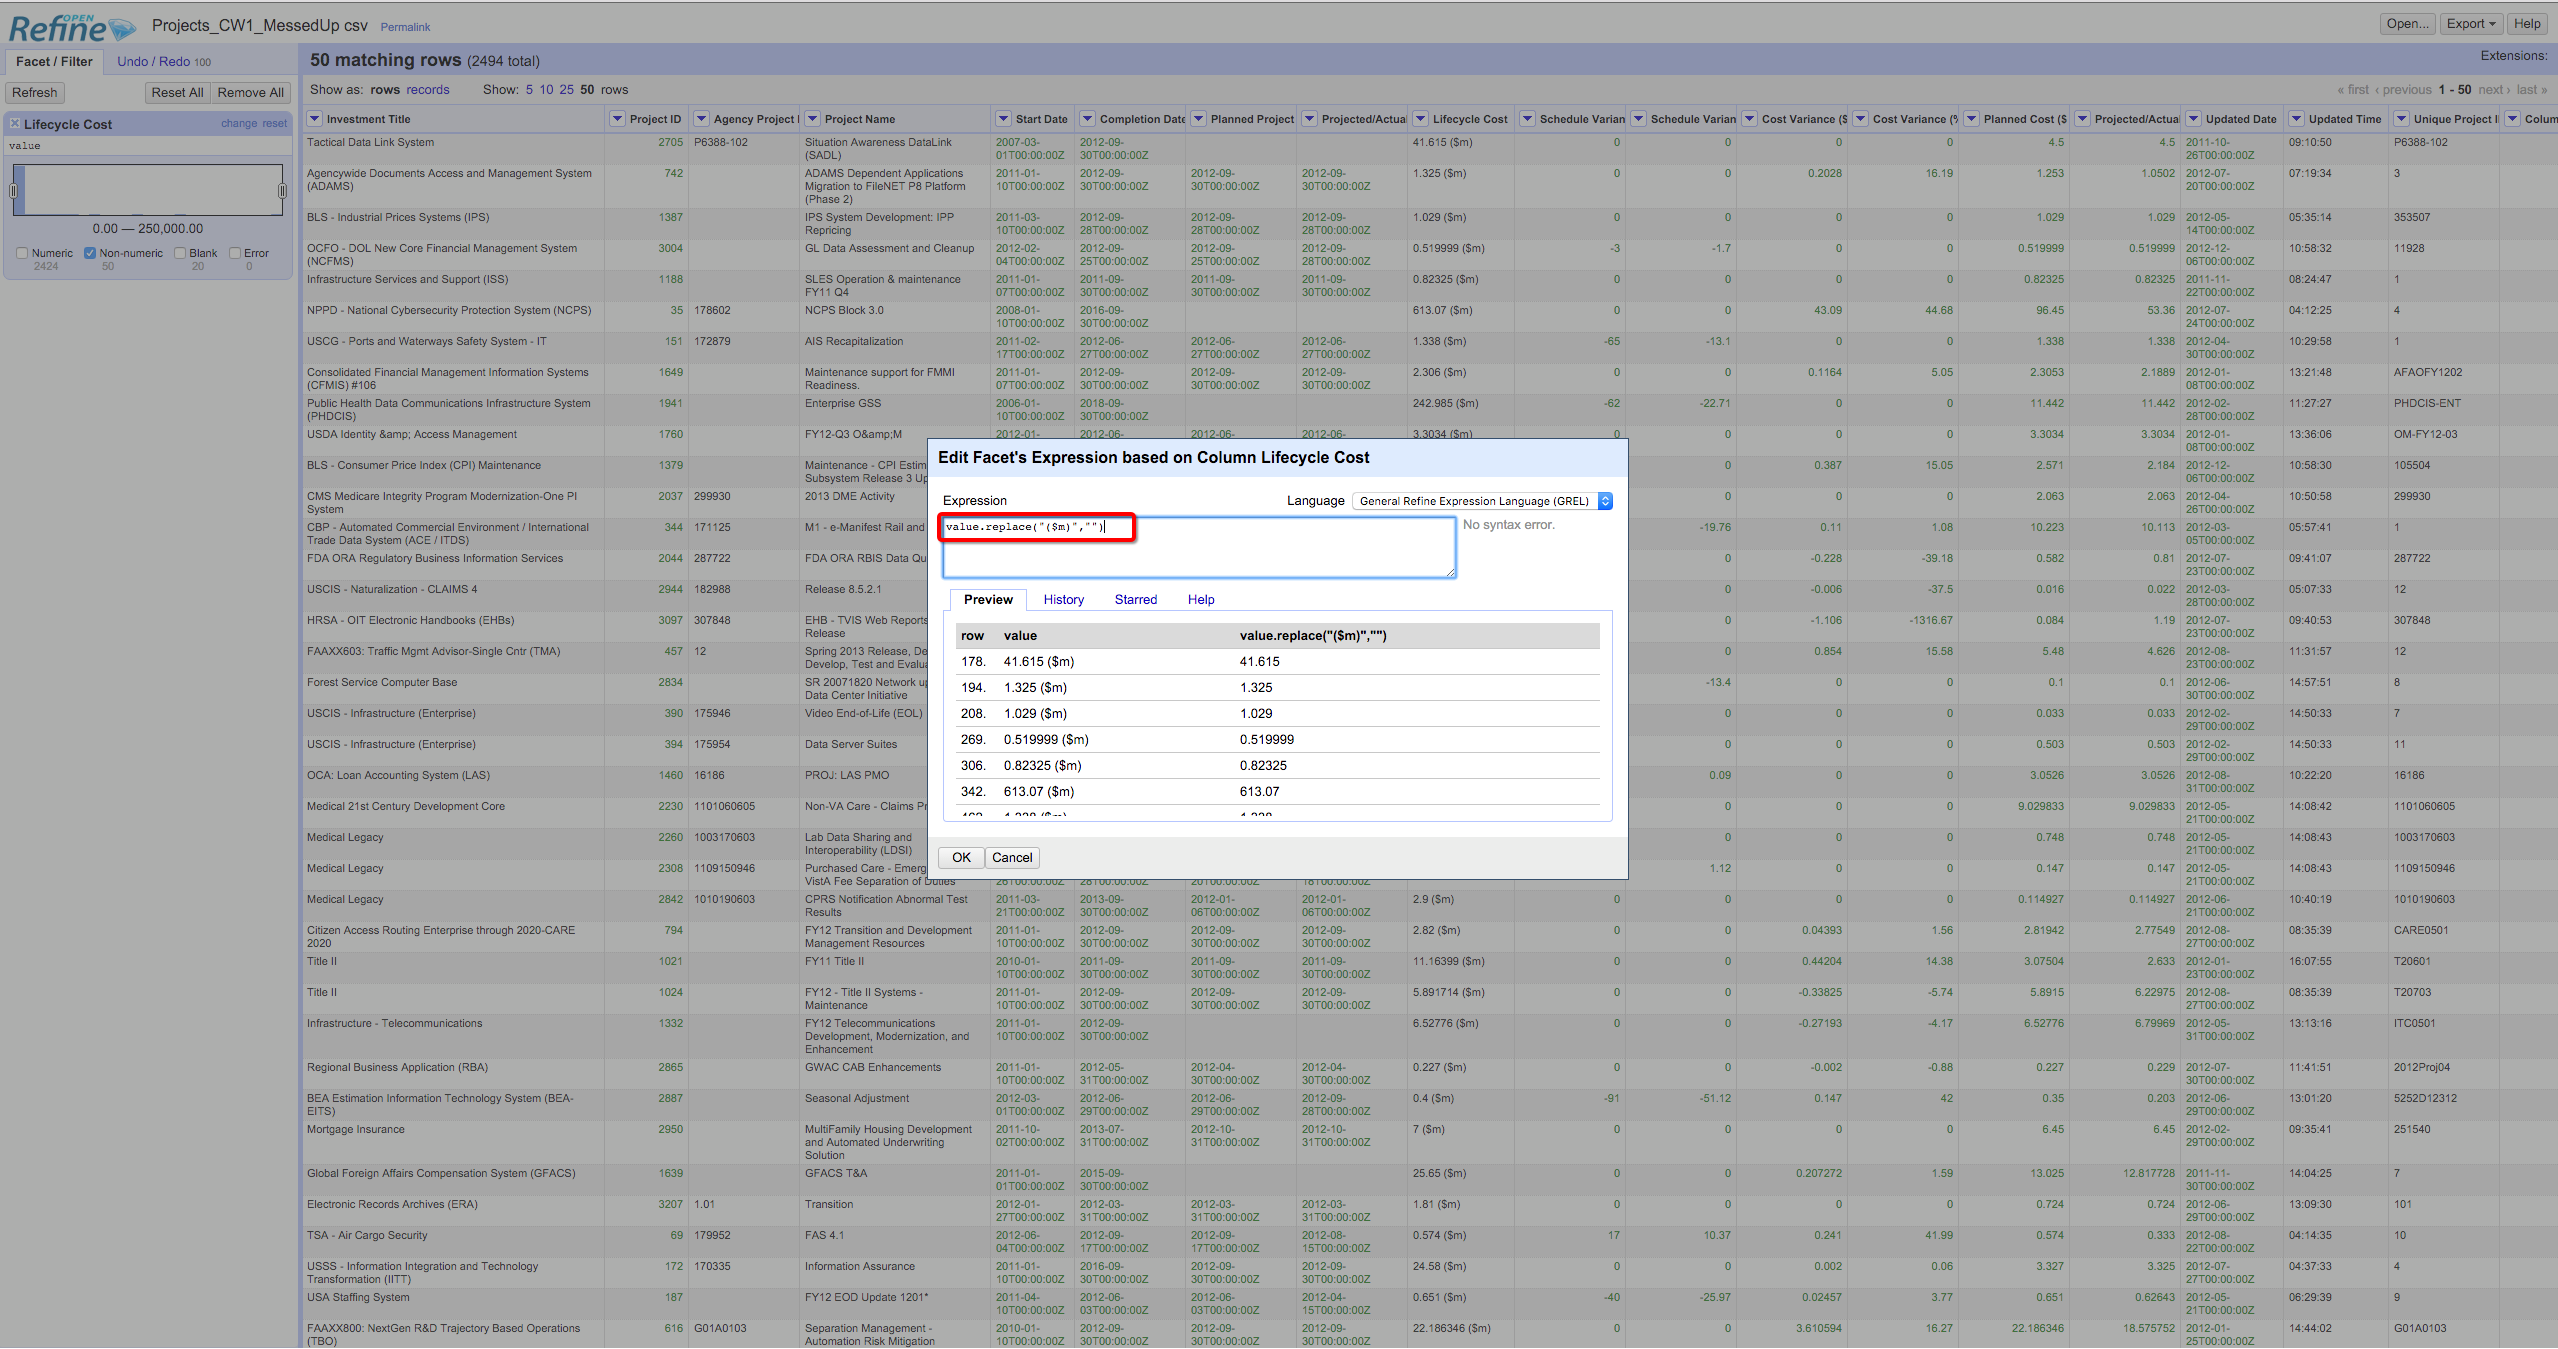 OPEN
Refine Projects_CW1_MessedUp csv Permalink Open... Export Help
Facet / Filter Undo / Redo 100
50 matching rows (2494 total) Extensions:
Refresh Reset All Remove All
Show as: rows records Show: 5 10 25 50 rows « first ‹ previous 1 - 50 next › last »
Lifecycle Cost change reset
value
0.00 — 250,000.00
Numeric Non-numeric Blank Error
2424 50 20 0
Investment Title Project ID Agency Project Project Name Start Date Completion Date Planned Project Projected/Actua Lifecycle Cost Schedule Varian Schedule Varian Cost Variance ($ Cost Variance (% Planned Cost ($ Projected/Actua Updated Date Updated Time Unique Project I Colum
Tactical Data Link System 2705 P6388-102 Situation Awareness DataLink 2007-03- 2012-09- 41.615 ($m) 0 0 0 0 4.5 4.5 2011-10- 09:10:50 P6388-102
(SADL) 01T00:00:00Z 30T00:00:00Z 26T00:00:00Z
Agencywide Documents Access and Management System 742 ADAMS Dependent Applications 2011-01- 2012-09- 2012-09- 2012-09- 1.325 ($m) 0 0 0.2028 16.19 1.253 1.0502 2012-07- 07:19:34 3
(ADAMS) Migration to FileNET P8 Platform 10T00:00:00Z 30T00:00:00Z 30T00:00:00Z 30T00:00:00Z 20T00:00:00Z
(Phase 2)
BLS - Industrial Prices Systems (IPS) 1387 IPS System Development: IPP 2011-03- 2012-09- 2012-09- 2012-09- 1.029 ($m) 0 0 0 0 1.029 1.029 2012-05- 05:35:14 353507
Repricing 10T00:00:00Z 28T00:00:00Z 28T00:00:00Z 28T00:00:00Z 14T00:00:00Z
OCFO - DOL New Core Financial Management System 3004 GL Data Assessment and Cleanup 2012-02- 2012-09- 2012-09- 2012-09- 0.519999 ($m) -3 -1.7 0 0 0.519999 0.519999 2012-12- 10:58:32 11928
(NCFMS) 04T00:00:00Z 25T00:00:00Z 25T00:00:00Z 28T00:00:00Z 06T00:00:00Z
Infrastructure Services and Support (ISS) 1188 SLES Operation & maintenance 2011-01- 2011-09- 2011-09- 2011-09- 0.82325 ($m) 0 0 0 0 0.82325 0.82325 2011-11- 08:24:47 1
FY11 Q4 07T00:00:00Z 30T00:00:00Z 30T00:00:00Z 30T00:00:00Z 22T00:00:00Z
NPPD - National Cybersecurity Protection System (NCPS) 35 178602 NCPS Block 3.0 2008-01- 2016-09- 613.07 ($m) 0 0 43.09 44.68 96.45 53.36 2012-07- 04:12:25 4
10T00:00:00Z 30T00:00:00Z 24T00:00:00Z
USCG - Ports and Waterways Safety System - IT 151 172879 AIS Recapitalization 2011-02- 2012-06- 2012-06- 2012-06- 1.338 ($m) -65 -13.1 0 0 1.338 1.338 2012-04- 10:29:58 1
17T00:00:00Z 27T00:00:00Z 27T00:00:00Z 27T00:00:00Z 30T00:00:00Z
Consolidated Financial Management Information Systems 1649 Maintenance support for FMMI 2011-01- 2012-09- 2012-09- 2012-09- 2.306 ($m) 0 0 0.1164 5.05 2.3053 2.1889 2012-01- 13:21:48 AFAOFY1202
(CFMIS) #106 Readiness. 07T00:00:00Z 30T00:00:00Z 30T00:00:00Z 30T00:00:00Z 08T00:00:00Z
Public Health Data Communications Infrastructure System 1941 Enterprise GSS 2006-01- 2018-09- 242.985 ($m) -62 -22.71 0 0 11.442 11.442 2012-02- 11:27:27 PHDCIS-ENT
(PHDCIS) 10T00:00:00Z 30T00:00:00Z 28T00:00:00Z
USDA Identity &amp; Access Management 1760 FY12-Q3 O&amp;M 2012-01- 2012-06- 2012-06- 2012-06- 3.3034 ($m) 0 0 0 0 3.3034 3.3034 2012-01- 13:36:06 OM-FY12-03
08T00:00:00Z
BLS - Consumer Price Index (CPI) Maintenance 1379 Maintenance - CPI Estim 0 0.387 15.05 2.571 2.184 2012-12- 10:58:30 105504
Subsystem Release 3 Up 06T00:00:00Z
CMS Medicare Integrity Program Modernization-One PI 2037 299930 2013 DME Activity 0 0 0 2.063 2.063 2012-04- 10:50:58 299930
System 26T00:00:00Z
CBP - Automated Commercial Environment / International 344 171125 M1 - e-Manifest Rail and -19.76 0.11 1.08 10.223 10.113 2012-03- 05:57:41 1
Trade Data System (ACE / ITDS) 05T00:00:00Z
FDA ORA Regulatory Business Information Services 2044 287722 FDA ORA RBIS Data Qu 0 -0.228 -39.18 0.582 0.81 2012-07- 09:41:07 287722
23T00:00:00Z
USCIS - Naturalization - CLAIMS 4 2944 182988 Release 8.5.2.1 0 -0.006 -37.5 0.016 0.022 2012-03- 05:07:33 12
28T00:00:00Z
HRSA - OIT Electronic Handbooks (EHBs) 3097 307848 EHB - TVIS Web Reports 0 -1.106 -1316.67 0.084 1.19 2012-07- 09:40:53 307848
Release 23T00:00:00Z
FAAXX603: Traffic Mgmt Advisor-Single Cntr (TMA) 457 12 Spring 2013 Release, De 0 0.854 15.58 5.48 4.626 2012-08- 11:31:57 12
Develop, Test and Evalua 23T00:00:00Z
Forest Service Computer Base 2834 SR 20071820 Network up -13.4 0 0 0.1 0.1 2012-06- 14:57:51 8
Data Center Initiative 30T00:00:00Z
USCIS - Infrastructure (Enterprise) 390 175946 Video End-of-Life (EOL) 0 0 0 0.033 0.033 2012-02- 14:50:33 7
29T00:00:00Z
USCIS - Infrastructure (Enterprise) 394 175954 Data Server Suites 0 0 0 0.503 0.503 2012-02- 14:50:33 11
29T00:00:00Z
OCA: Loan Accounting System (LAS) 1460 16186 PROJ: LAS PMO 0.09 0 0 3.0526 3.0526 2012-08- 10:22:20 16186
31T00:00:00Z
Medical 21st Century Development Core 2230 1101060605 Non-VA Care - Claims Pr 0 0 0 9.029833 9.029833 2012-05- 14:08:42 1101060605
21T00:00:00Z
Medical Legacy 2260 1003170603 Lab Data Sharing and 0 0 0 0.748 0.748 2012-05- 14:08:43 1003170603
Interoperability (LDSI) 21T00:00:00Z
Medical Legacy 2308 1109150946 Purchased Care - Emerg 1.12 0 0 0.147 0.147 2012-05- 14:08:43 1109150946
VistA Fee Separation of Duties 26T00:00:00Z 28T00:00:00Z 20T00:00:00Z 18T00:00:00Z 21T00:00:00Z
Medical Legacy 2842 1010190603 CPRS Notification Abnormal Test 2011-03- 2013-09- 2012-01- 2012-01- 2.9 ($m) 0 0 0 0 0.114927 0.114927 2012-06- 10:40:19 1010190603
Results 21T00:00:00Z 30T00:00:00Z 06T00:00:00Z 06T00:00:00Z 21T00:00:00Z
Citizen Access Routing Enterprise through 2020-CARE 794 FY12 Transition and Development 2011-01- 2012-09- 2012-09- 2012-09- 2.82 ($m) 0 0 0.04393 1.56 2.81942 2.77549 2012-08- 08:35:39 CARE0501
2020 Management Resources 10T00:00:00Z 30T00:00:00Z 30T00:00:00Z 30T00:00:00Z 27T00:00:00Z
Title II 1021 FY11 Title II 2010-01- 2011-09- 2011-09- 2011-09- 11.16399 ($m) 0 0 0.44204 14.38 3.07504 2.633 2012-01- 16:07:55 T20601
10T00:00:00Z 30T00:00:00Z 30T00:00:00Z 30T00:00:00Z 23T00:00:00Z
Title II 1024 FY12 - Title II Systems - 2011-01- 2012-09- 2012-09- 2012-09- 5.891714 ($m) 0 0 -0.33825 -5.74 5.8915 6.22975 2012-08- 08:35:39 T20703
Maintenance 10T00:00:00Z 30T00:00:00Z 30T00:00:00Z 30T00:00:00Z 27T00:00:00Z
Infrastructure - Telecommunications 1332 FY12 Telecommunications 2011-01- 2012-09- 6.52776 ($m) 0 0 -0.27193 -4.17 6.52776 6.79969 2012-05- 13:13:16 ITC0501
Development, Modernization, and 10T00:00:00Z 30T00:00:00Z 31T00:00:00Z
Enhancement
Regional Business Application (RBA) 2865 GWAC CAB Enhancements 2011-01- 2012-05- 2012-04- 2012-04- 0.227 ($m) 0 0 -0.002 -0.88 0.227 0.229 2012-07- 11:41:51 2012Proj04
10T00:00:00Z 31T00:00:00Z 30T00:00:00Z 30T00:00:00Z 30T00:00:00Z
BEA Estimation Information Technology System (BEA- 2887 Seasonal Adjustment 2012-03- 2012-06- 2012-06- 2012-09- 0.4 ($m) -91 -51.12 0.147 42 0.35 0.203 2012-06- 13:01:20 5252D12312
EITS) 01T00:00:00Z 29T00:00:00Z 29T00:00:00Z 28T00:00:00Z 29T00:00:00Z
Mortgage Insurance 2950 MultiFamily Housing Development 2011-10- 2013-07- 2012-10- 2012-10- 7 ($m) 0 0 0 0 6.45 6.45 2012-02- 09:35:41 251540
and Automated Underwriting 02T00:00:00Z 31T00:00:00Z 31T00:00:00Z 31T00:00:00Z 29T00:00:00Z
Solution
Global Foreign Affairs Compensation System (GFACS) 1639 GFACS T&A 2011-01- 2015-09- 25.65 ($m) 0 0 0.207272 1.59 13.025 12.817728 2011-11- 14:04:25 7
01T00:00:00Z 30T00:00:00Z 30T00:00:00Z
Electronic Records Archives (ERA) 3207 1.01 Transition 2012-01- 2012-03- 2012-03- 2012-03- 1.81 ($m) 0 0 0 0 0.724 0.724 2012-06- 13:09:30 101
27T00:00:00Z 31T00:00:00Z 31T00:00:00Z 31T00:00:00Z 29T00:00:00Z
TSA - Air Cargo Security 69 179952 FAS 4.1 2012-06- 2012-09- 2012-09- 2012-08- 0.574 ($m) 17 10.37 0.241 41.99 0.574 0.333 2012-08- 04:14:35 10
04T00:00:00Z 17T00:00:00Z 17T00:00:00Z 15T00:00:00Z 22T00:00:00Z
USSS - Information Integration and Technology 172 170335 Information Assurance 2011-01- 2016-09- 2012-09- 2012-09- 24.58 ($m) 0 0 0.002 0.06 3.327 3.325 2012-07- 04:37:33 4
Transformation (IITT) 10T00:00:00Z 30T00:00:00Z 30T00:00:00Z 30T00:00:00Z 27T00:00:00Z
USA Staffing System 187 FY12 EOD Update 1201* 2011-04- 2012-06- 2012-06- 2012-04- 0.651 ($m) -40 -25.97 0.02457 3.77 0.651 0.62643 2012-05- 06:29:39 9
10T00:00:00Z 03T00:00:00Z 03T00:00:00Z 15T00:00:00Z 21T00:00:00Z
FAAXX800: NextGen R&D Trajectory Based Operations 616 G01A0103 Separation Management - 2010-01- 2012-09- 2012-09- 2012-09- 22.186346 ($m) 0 0 3.610594 16.27 22.186346 18.575752 2012-01- 14:44:02 G01A0103
(TBO) Automation Risk Mitigation 10T00:00:00Z 30T00:00:00Z 30T00:00:00Z 30T00:00:00Z 25T00:00:00Z
Edit Facet's Expression based on Column Lifecycle Cost
Expression Language General Refine Expression Language (GREL)
value.replace("($m)","") No syntax error.
Preview History Starred Help
row value value.replace("($m)","")
178. 41.615 ($m) 41.615
194. 1.325 ($m) 1.325
208. 1.029 ($m) 1.029
269. 0.519999 ($m) 0.519999
306. 0.82325 ($m) 0.82325
342. 613.07 ($m) 613.07
OK Cancel